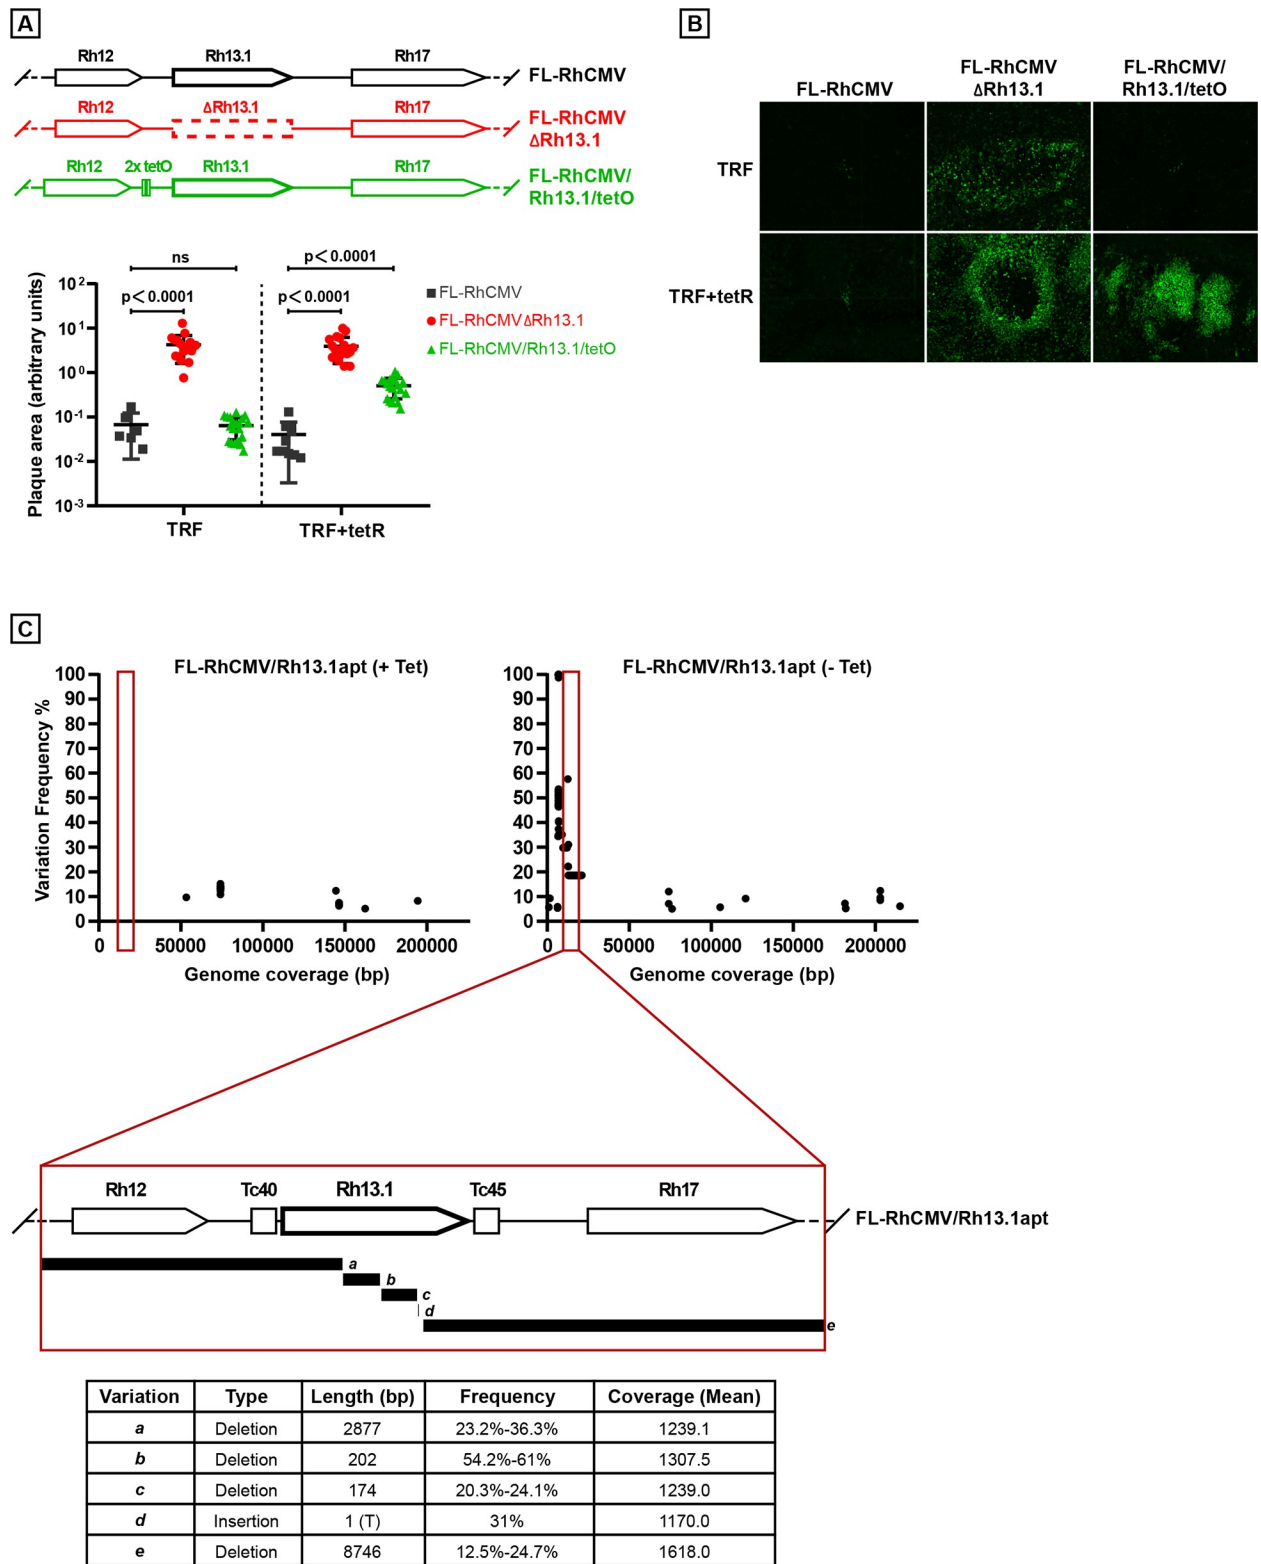 A
Rh12 Rh13.1 Rh17
FL-RhCMV
Rh12 ΔRh13.1 Rh17
FL-RhCMV
ΔRh13.1
Rh12 2x tetO Rh13.1 Rh17
FL-RhCMV/
Rh13.1/tetO
ns
p< 0.0001
p< 0.0001
p< 0.0001
Plaque area (arbitrary units)
10²
10¹
10⁰
10⁻¹
10⁻²
10⁻³
TRF
TRF+tetR
FL-RhCMV
FL-RhCMVΔRh13.1
FL-RhCMV/Rh13.1/tetO
B
FL-RhCMV
FL-RhCMV
ΔRh13.1
FL-RhCMV/
Rh13.1/tetO
TRF
TRF+tetR
C
FL-RhCMV/Rh13.1apt (+ Tet)
Variation Frequency %
100
90
80
70
60
50
40
30
20
10
0
0 50000 100000 150000 200000
Genome coverage (bp)
FL-RhCMV/Rh13.1apt (- Tet)
100
90
80
70
60
50
40
30
20
10
0
0 50000 100000 150000 200000
Genome coverage (bp)
Rh12 Tc40 Rh13.1 Tc45 Rh17
FL-RhCMV/Rh13.1apt
a
b
c
d
e
Variation Type Length (bp) Frequency Coverage (Mean)
a Deletion 2877 23.2%-36.3% 1239.1
b Deletion 202 54.2%-61% 1307.5
c Deletion 174 20.3%-24.1% 1239.0
d Insertion 1 (T) 31% 1170.0
e Deletion 8746 12.5%-24.7% 1618.0